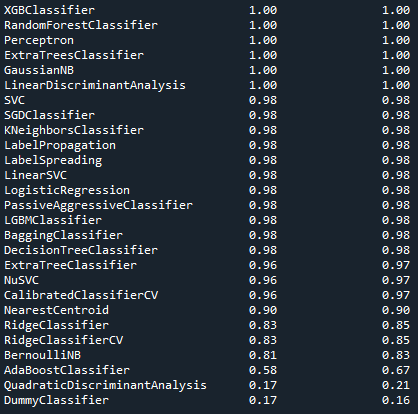 XGBClassifier 1.00 1.00
RandomForestClassifier 1.00 1.00
Perceptron 1.00 1.00
ExtraTreesClassifier 1.00 1.00
GaussianNB 1.00 1.00
LinearDiscriminantAnalysis 1.00 1.00
SVC 0.98 0.98
SGDClassifier 0.98 0.98
KNeighborsClassifier 0.98 0.98
LabelPropagation 0.98 0.98
LabelSpreading 0.98 0.98
LinearSVC 0.98 0.98
LogisticRegression 0.98 0.98
PassiveAggressiveClassifier 0.98 0.98
LGBMClassifier 0.98 0.98
BaggingClassifier 0.98 0.98
DecisionTreeClassifier 0.98 0.98
ExtraTreeClassifier 0.96 0.97
NuSVC 0.96 0.97
CalibratedClassifierCV 0.96 0.97
NearestCentroid 0.90 0.90
RidgeClassifier 0.83 0.85
RidgeClassifierCV 0.83 0.85
BernoulliNB 0.81 0.83
AdaBoostClassifier 0.58 0.67
QuadraticDiscriminantAnalysis 0.17 0.21
DummyClassifier 0.17 0.16